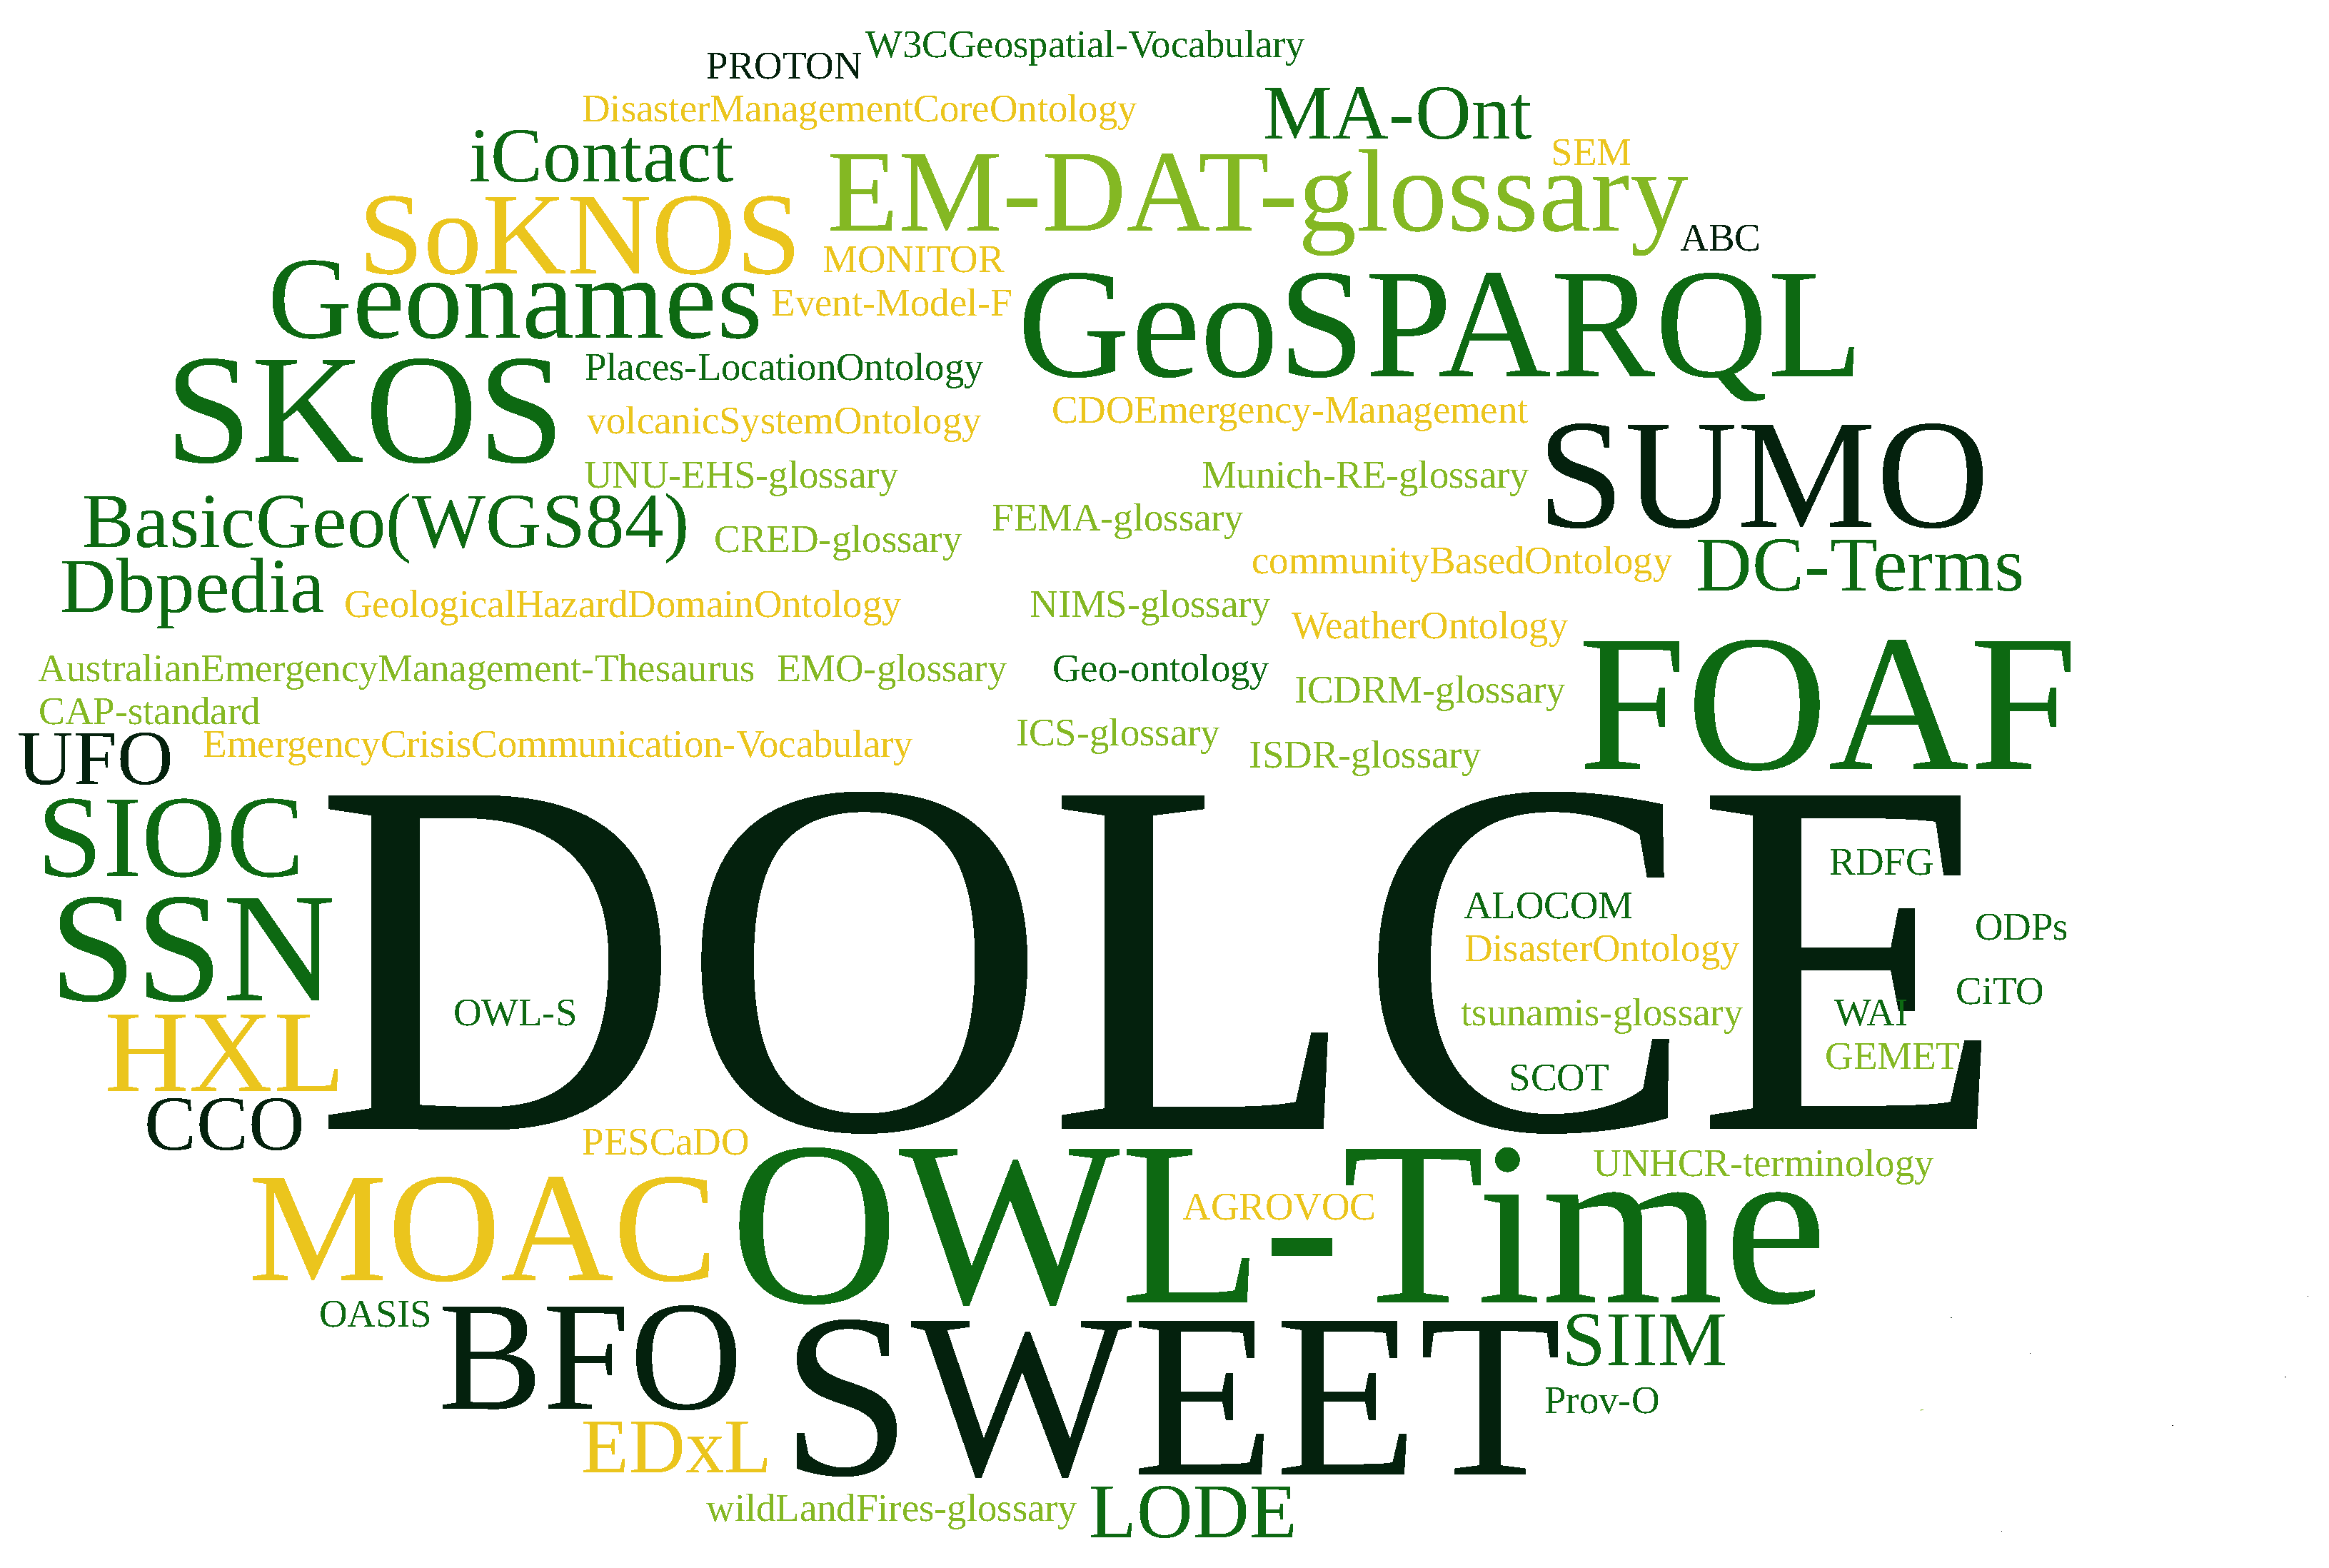 W3CGeospatial-Vocabulary
PROTON
DisasterManagementCoreOntology
MA-Ont
iContact
SEM
EM-DAT-glossary
SoKNOS
ABC
MONITOR
Geonames
Event-Model-F
GeoSPARQL
Places-LocationOntology
SKOS
CDOEmergency-Management
volcanicSystemOntology
SUMO
UNU-EHS-glossary
Munich-RE-glossary
BasicGeo(WGS84)
FEMA-glossary
CRED-glossary
communityBasedOntology
DC-Terms
Dbpedia
GeologicalHazardDomainOntology
NIMS-glossary
WeatherOntology
AustralianEmergencyManagement-Thesaurus
EMO-glossary
Geo-ontology
ICDRM-glossary
FOAF
CAP-standard
ICS-glossary
UFO
EmergencyCrisisCommunication-Vocabulary
ISDR-glossary
SIOC
DOLCE
RDFG
ALOCOM
ODPs
SSN
DisasterOntology
CiTO
OWL-S
tsunamis-glossary
WAI
HXL
GEMET
SCOT
CCO
PESCaDO
UNHCR-terminology
MOAC
OWL-Time
AGROVOC
OASIS
BFO
SWEET
SIIM
Prov-O
EDxL
wildLandFires-glossary
LODE